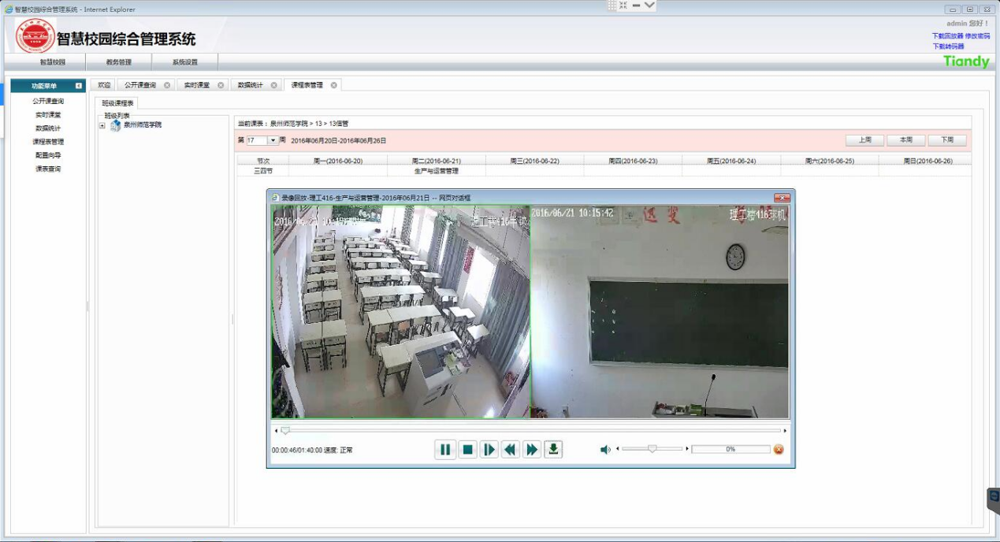 智慧校园综合管理系统 - Internet Explorer
智慧校园综合管理系统
admin 您好！
下载回放器 修改密码
下载转码器
Tiandy
智慧校园 教务管理 系统设置
功能菜单
公开课查询
实时课堂
数据统计
课程表管理
配置向导
课表查询
欢迎 公开课查询 实时课堂 数据统计 课程表管理
班级课程表
班级列表
泉州师范学院
当前课表：泉州师范学院 > 13 > 13信管
第 17 周 2016年06月20日-2016年06月26日
上周 本周 下周
节次 周一(2016-06-20) 周二(2016-06-21) 周三(2016-06-22) 周四(2016-06-23) 周五(2016-06-24) 周六(2016-06-25) 周日(2016-06-26)
三四节 生产与运营管理
录像回放-理工416-生产与运营管理-2016年06月21日 -- 网页对话框
2016/06/21 10:15:42 理工楼416球机
00:00:46/01:40:00 速度: 正常
0%